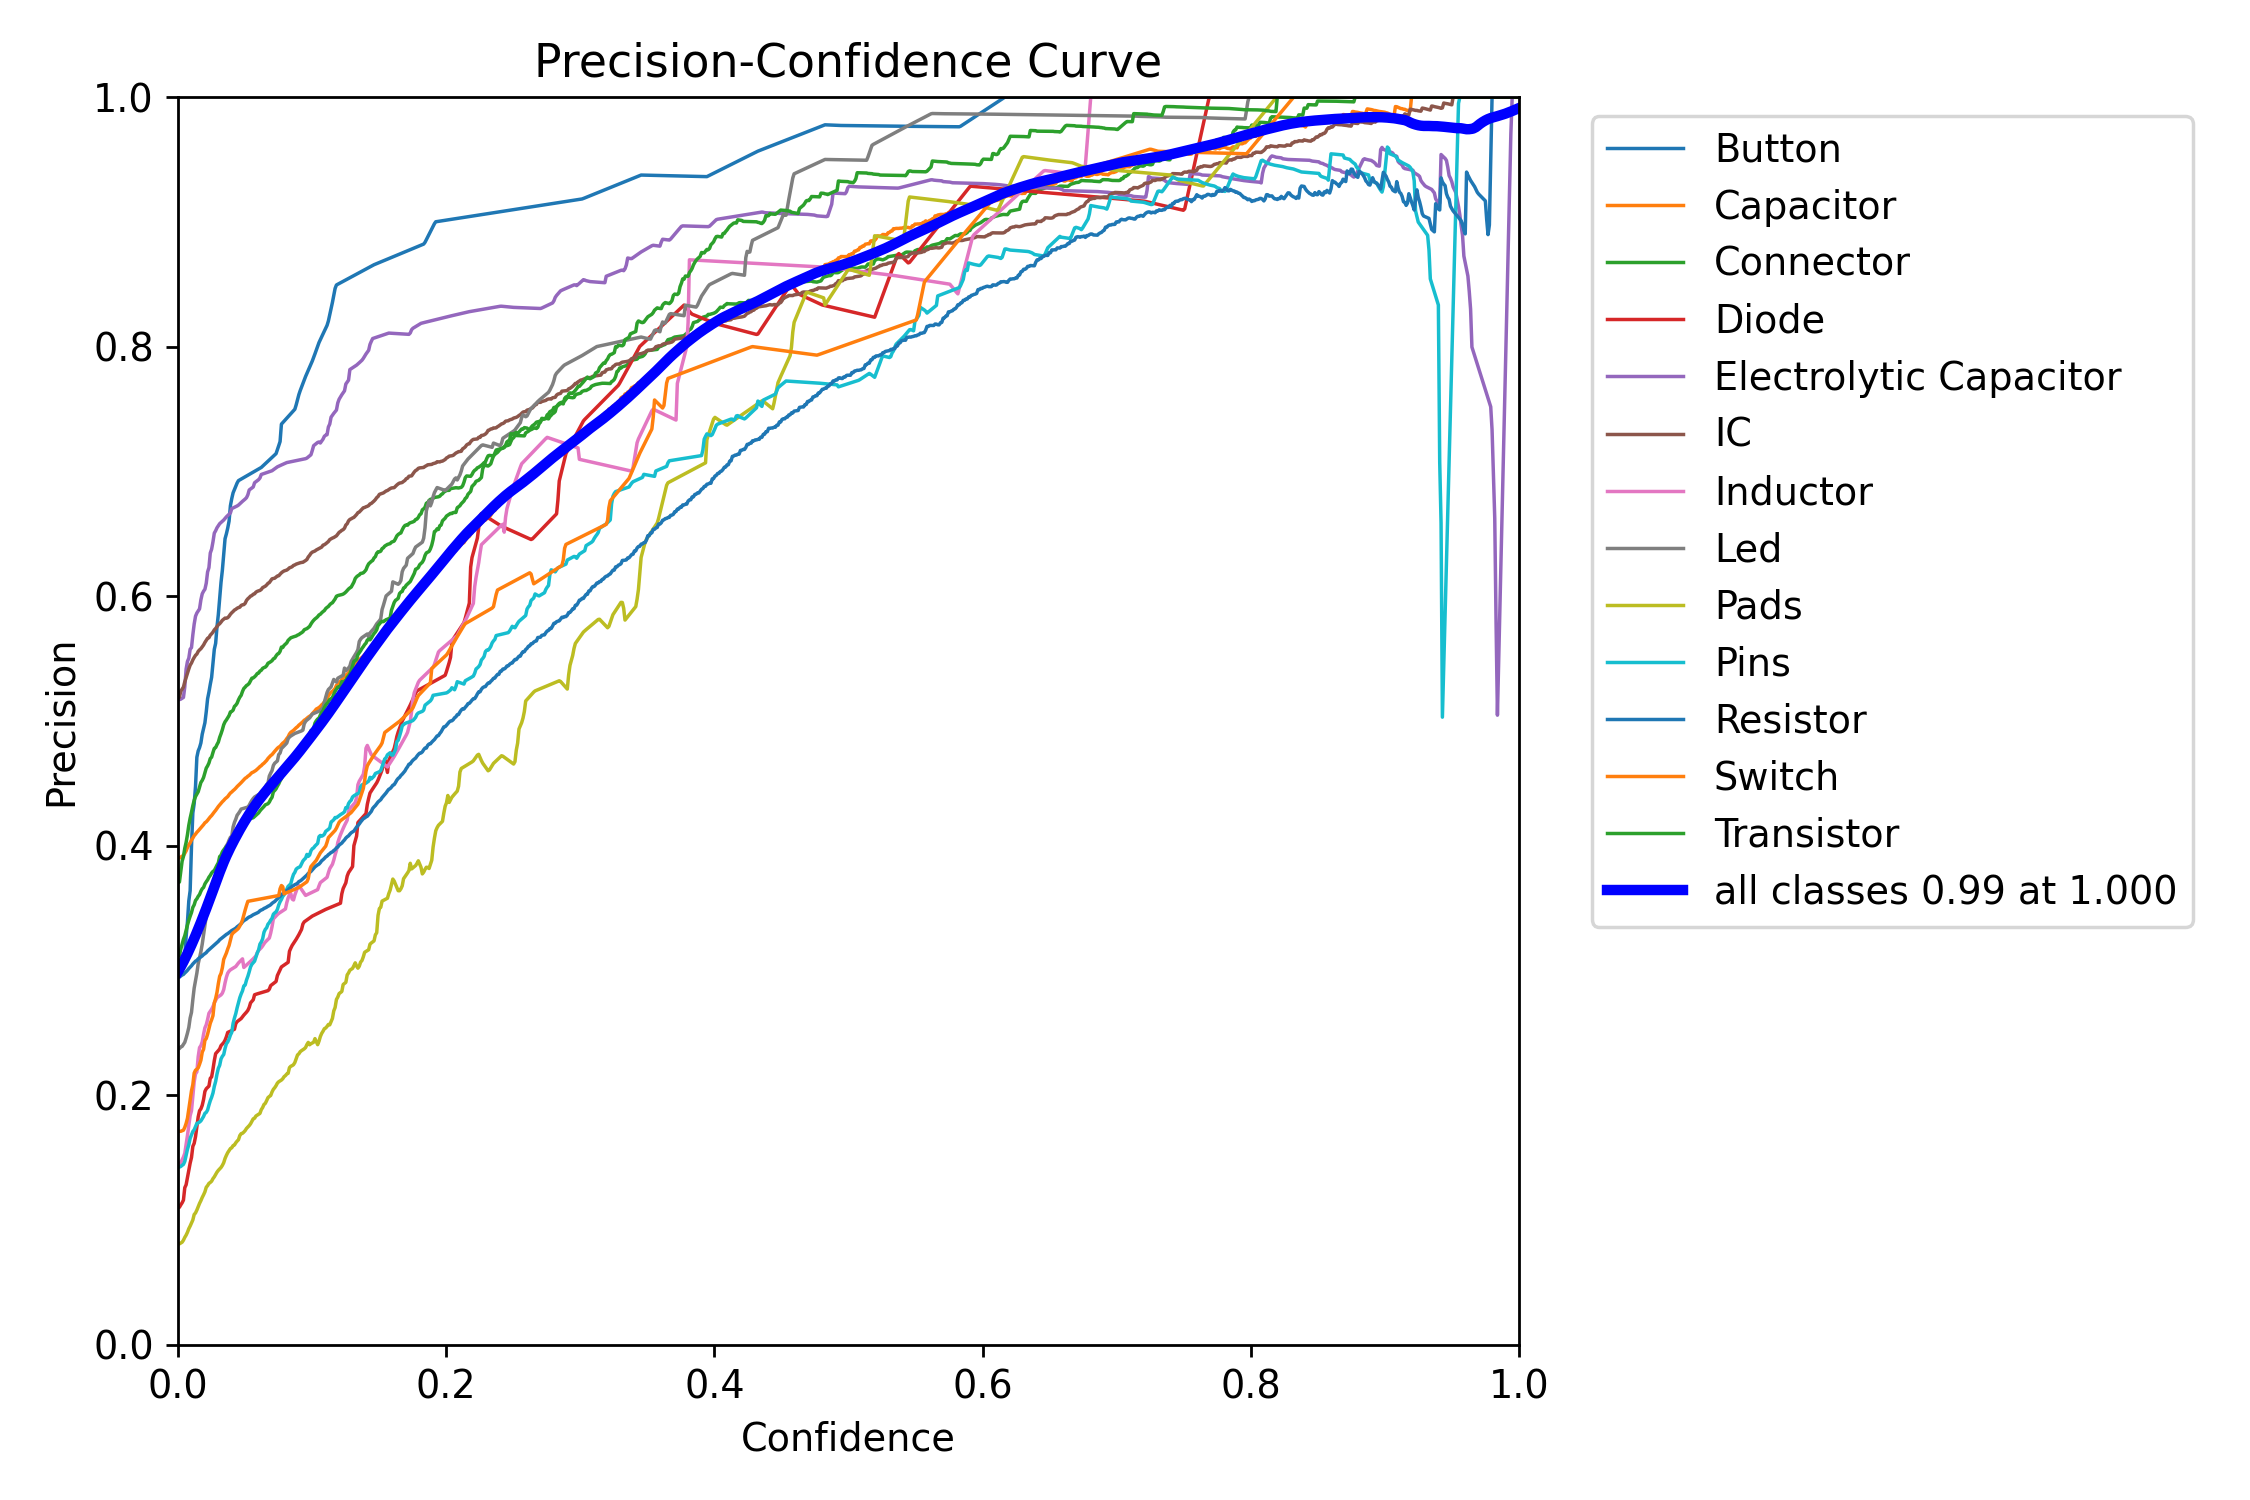 Precision-Confidence Curve
1.0
0.8
0.6
0.4
0.2
0.0
Precision
0.0 0.2 0.4 0.6 0.8 1.0
Confidence
Button
Capacitor
Connector
Diode
Electrolytic Capacitor
IC
Inductor
Led
Pads
Pins
Resistor
Switch
Transistor
all classes 0.99 at 1.000